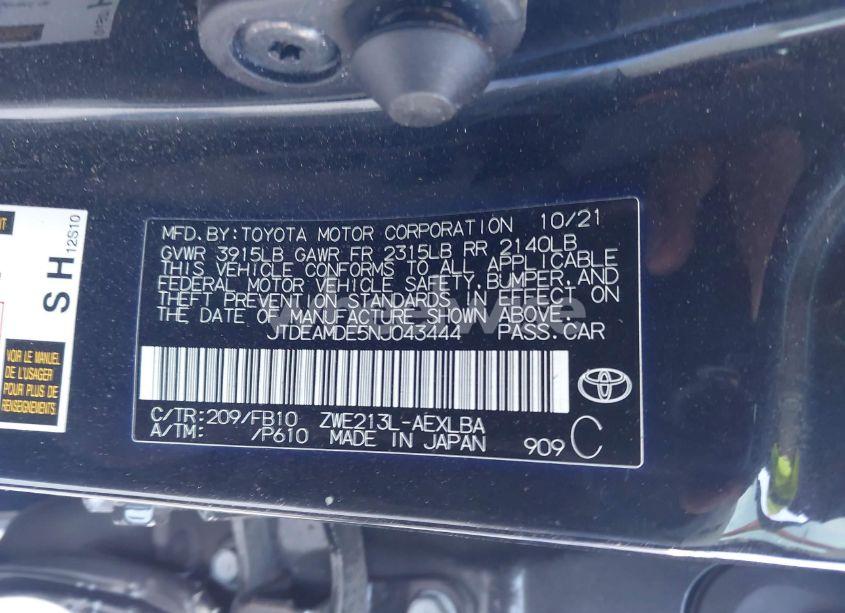 SH
12S10
MFD.BY:TOYOTA MOTOR CORPORATION 10/21
GVWR 3915LB GAWR FR 2315LB RR 2140LB
THIS VEHICLE CONFORMS TO ALL APPLICABLE
FEDERAL MOTOR VEHICLE SAFETY,BUMPER,AND
THEFT PREVENTION STANDARDS IN EFFECT ON
THE DATE OF MANUFACTURE SHOWN ABOVE.
JTDEAMDE5NJ043444 PASS.CAR
C/TR:209/FB10 ZWE213L-AEXLBA
A/TM: /P610 MADE IN JAPAN 909 C
VOIR LE MANUEL
DE L'USAGER
POUR PLUS DE
RENSEIGNEMENTS.